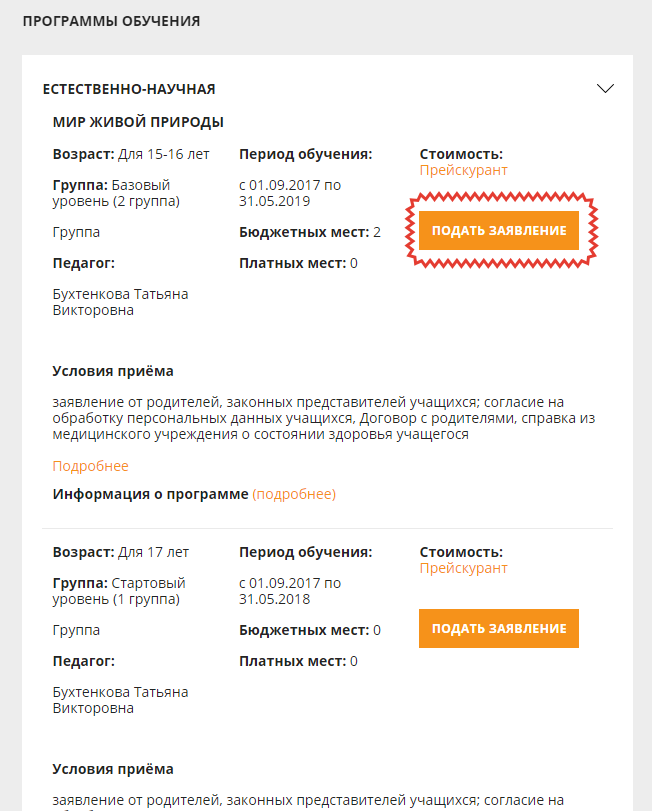 ПРОГРАММЫ ОБУЧЕНИЯ
ЕСТЕСТВЕННО-НАУЧНАЯ
МИР ЖИВОЙ ПРИРОДЫ
Возраст: Для 15-16 лет
Группа: Базовый
уровень (2 группа)
Группа
Педагог:
Бухтенкова Татьяна
Викторовна
Период обучения:
с 01.09.2017 по
31.05.2019
Бюджетных мест: 2
Платных мест: 0
Стоимость:
Прейскурант
ПОДАТЬ ЗАЯВЛЕНИЕ
Условия приёма
заявление от родителей, законных представителей учащихся; согласие на
обработку персональных данных учащихся, Договор с родителями, справка из
медицинского учреждения о состоянии здоровья учащегося
Подробнее
Информация о программе (подробнее)
Возраст: Для 17 лет
Группа: Стартовый
уровень (1 группа)
Группа
Педагог:
Бухтенкова Татьяна
Викторовна
Период обучения:
с 01.09.2017 по
31.05.2018
Бюджетных мест: 0
Платных мест: 0
Стоимость:
Прейскурант
ПОДАТЬ ЗАЯВЛЕНИЕ
Условия приёма
заявление от родителей, законных представителей учащихся; согласие на